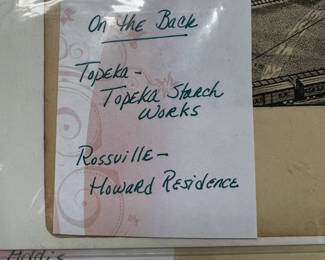 On the Back
Topeka -
Topeka Starch
Works
Rossville -
Howard Residence